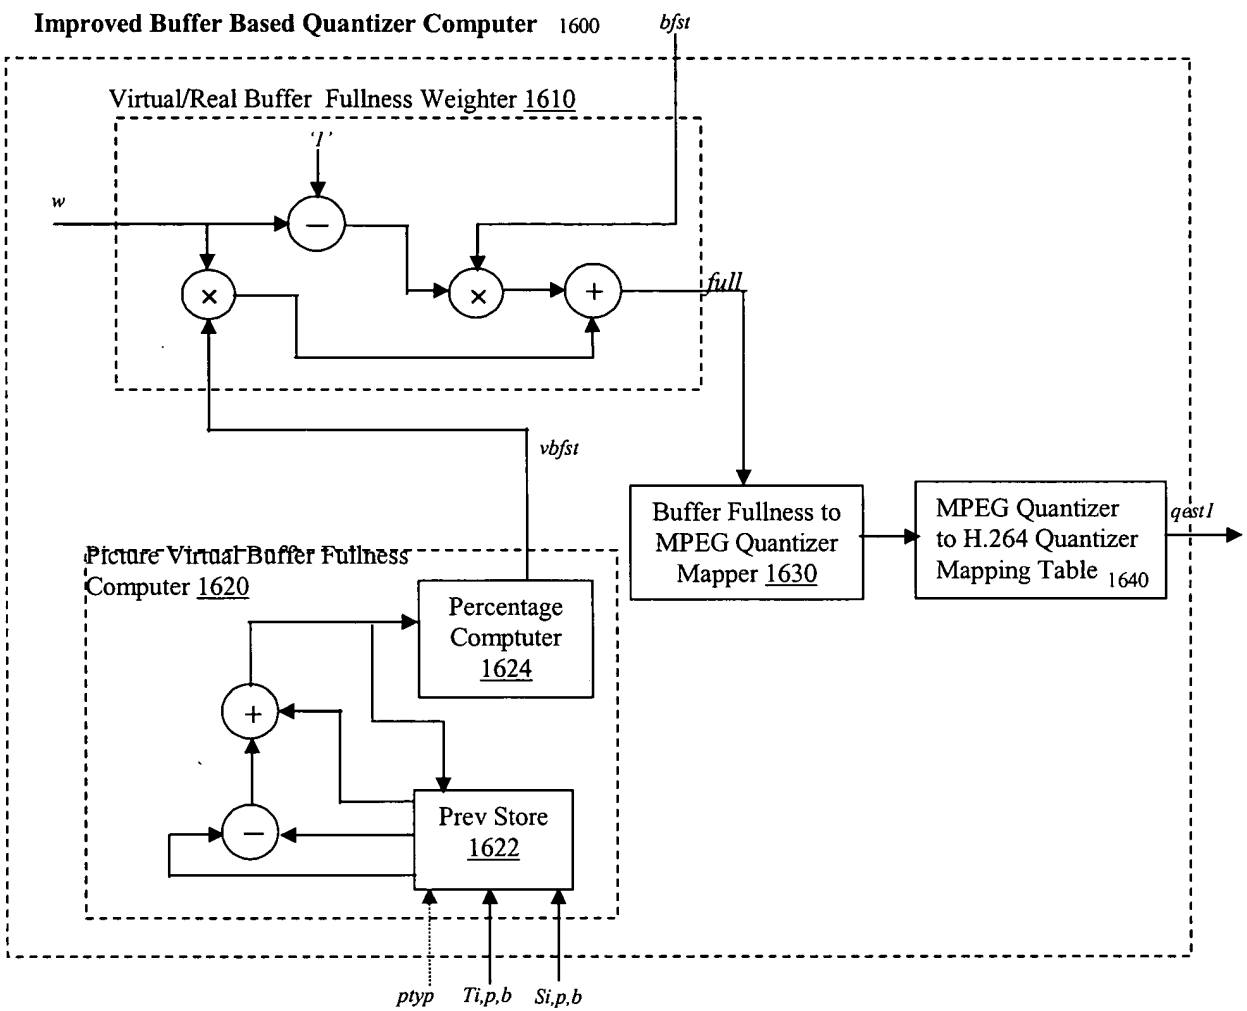 Improved Buffer Based Quantizer Computer 1600
bfst
Virtual/Real Buffer Fullness Weighter 1610
'1'
w
−
×
×
+
full
vbfst
Buffer Fullness to
MPEG Quantizer
Mapper 1630
MPEG Quantizer
to H.264 Quantizer
Mapping Table 1640
qest1
Picture Virtual Buffer Fullness
Computer 1620
Percentage
Comptuter
1624
+
−
Prev Store
1622
ptyp
Ti,p,b
Si,p,b